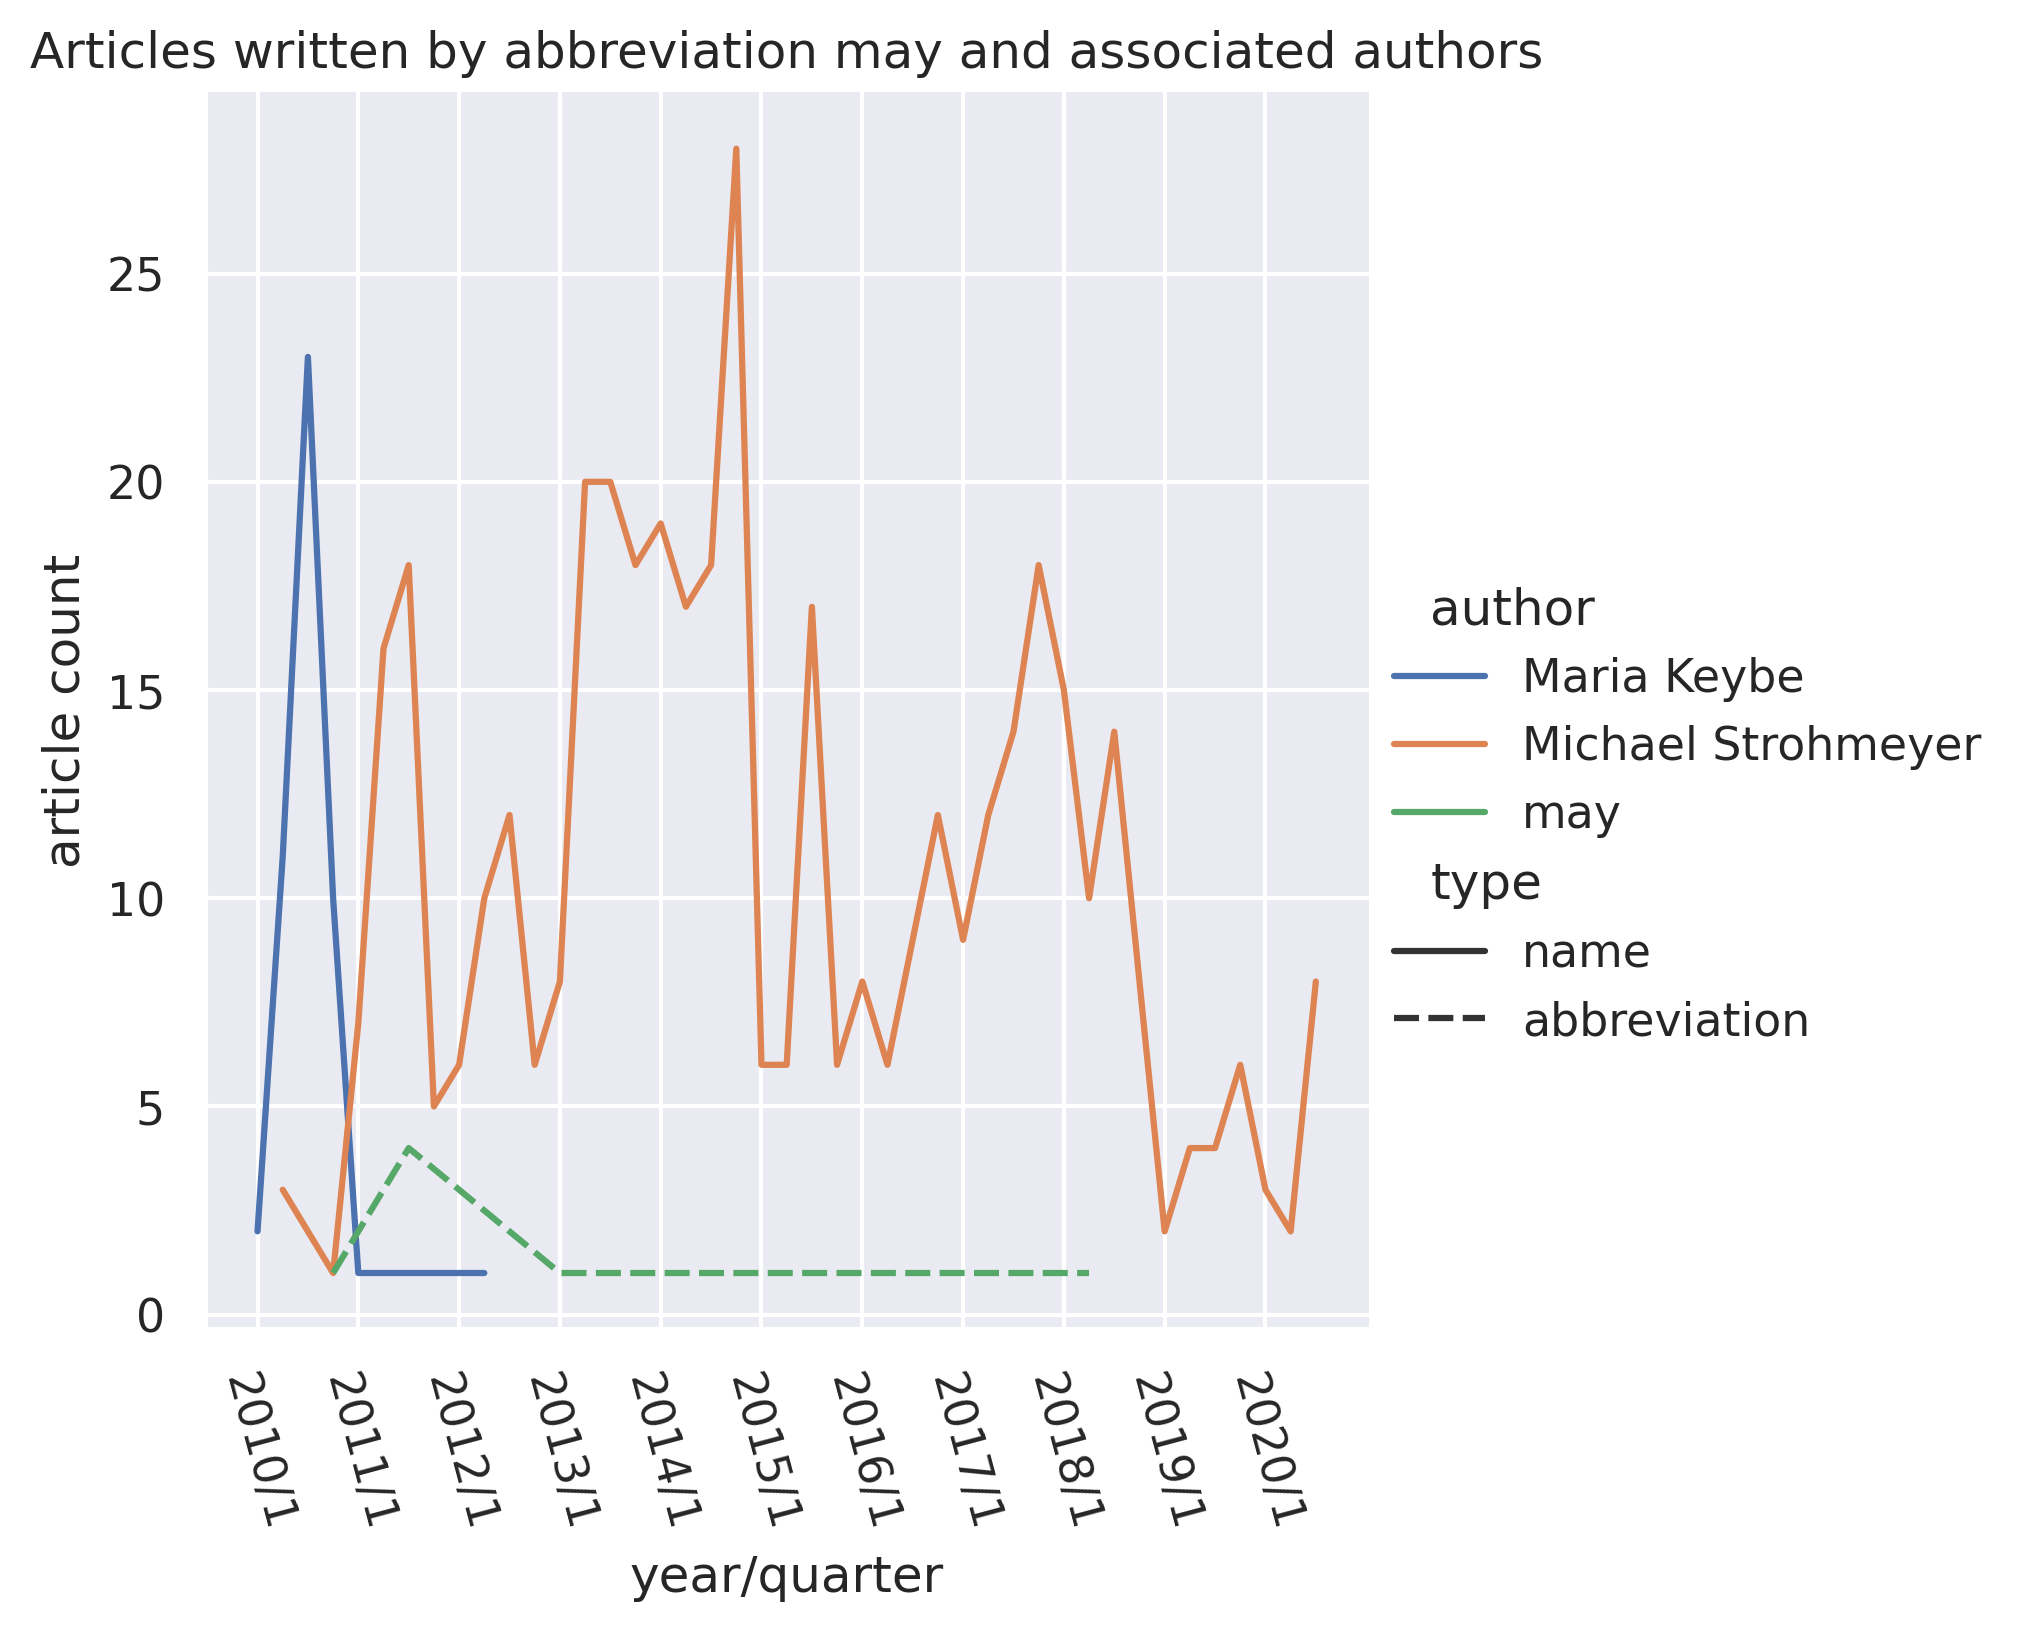 Articles written by abbreviation may and associated authors
article count
25
20
15
10
5
0
2010/1
2011/1
2012/1
2013/1
2014/1
2015/1
2016/1
2017/1
2018/1
2019/1
2020/1
year/quarter
author
Maria Keybe
Michael Strohmeyer
may
type
name
abbreviation